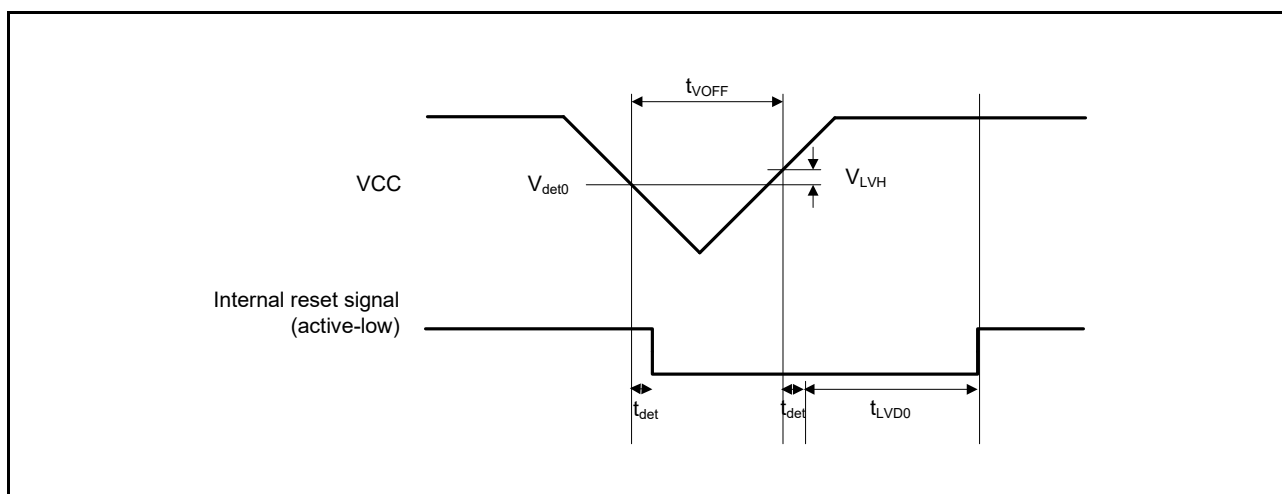 tVOFF
VCC
Vdet0
VLVH
Internal reset signal
(active-low)
tdet
tdet
tLVD0